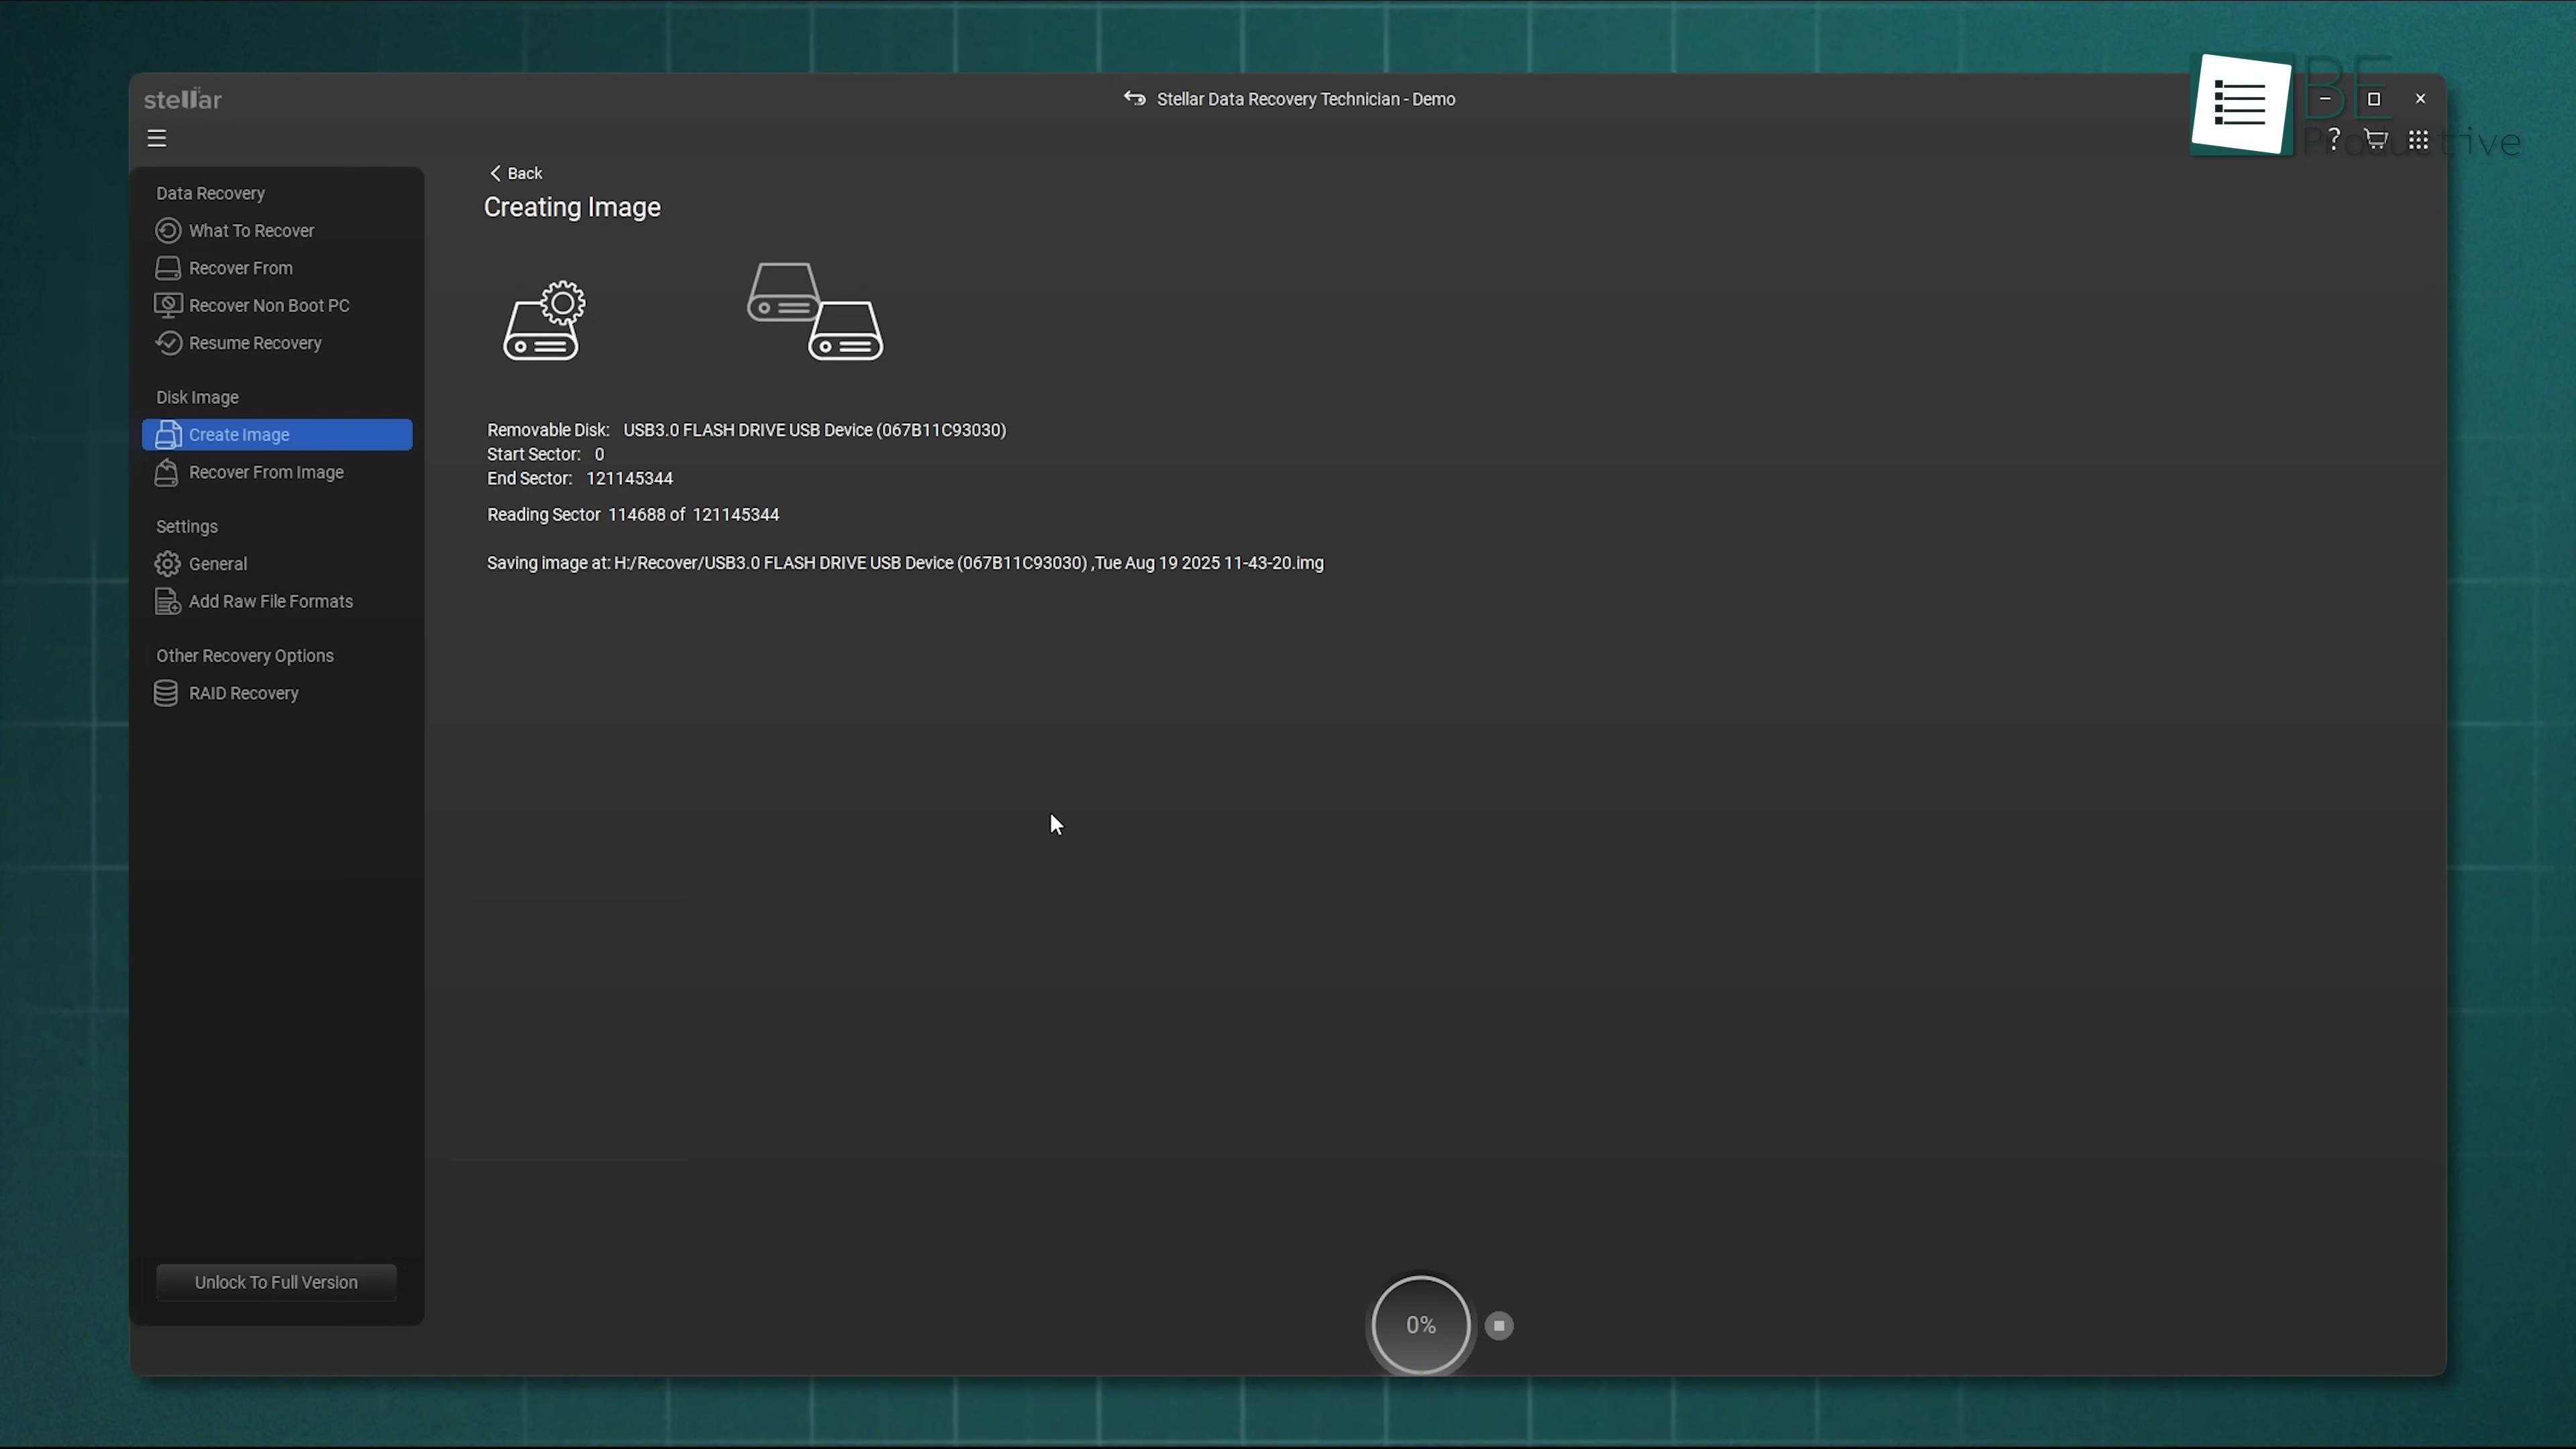 stellar
Stellar Data Recovery Technician - Demo
BE
Productive
Data Recovery
What To Recover
Recover From
Recover Non Boot PC
Resume Recovery
Disk Image
Create Image
Recover From Image
Settings
General
Add Raw File Formats
Other Recovery Options
RAID Recovery
Unlock To Full Version
Back
Creating Image
Removable Disk: USB3.0 FLASH DRIVE USB Device (067B11C93030)
Start Sector: 0
End Sector: 121145344
Reading Sector 114688 of 121145344
Saving image at: H:/Recover/USB3.0 FLASH DRIVE USB Device (067B11C93030) ,Tue Aug 19 2025 11-43-20.img
0%